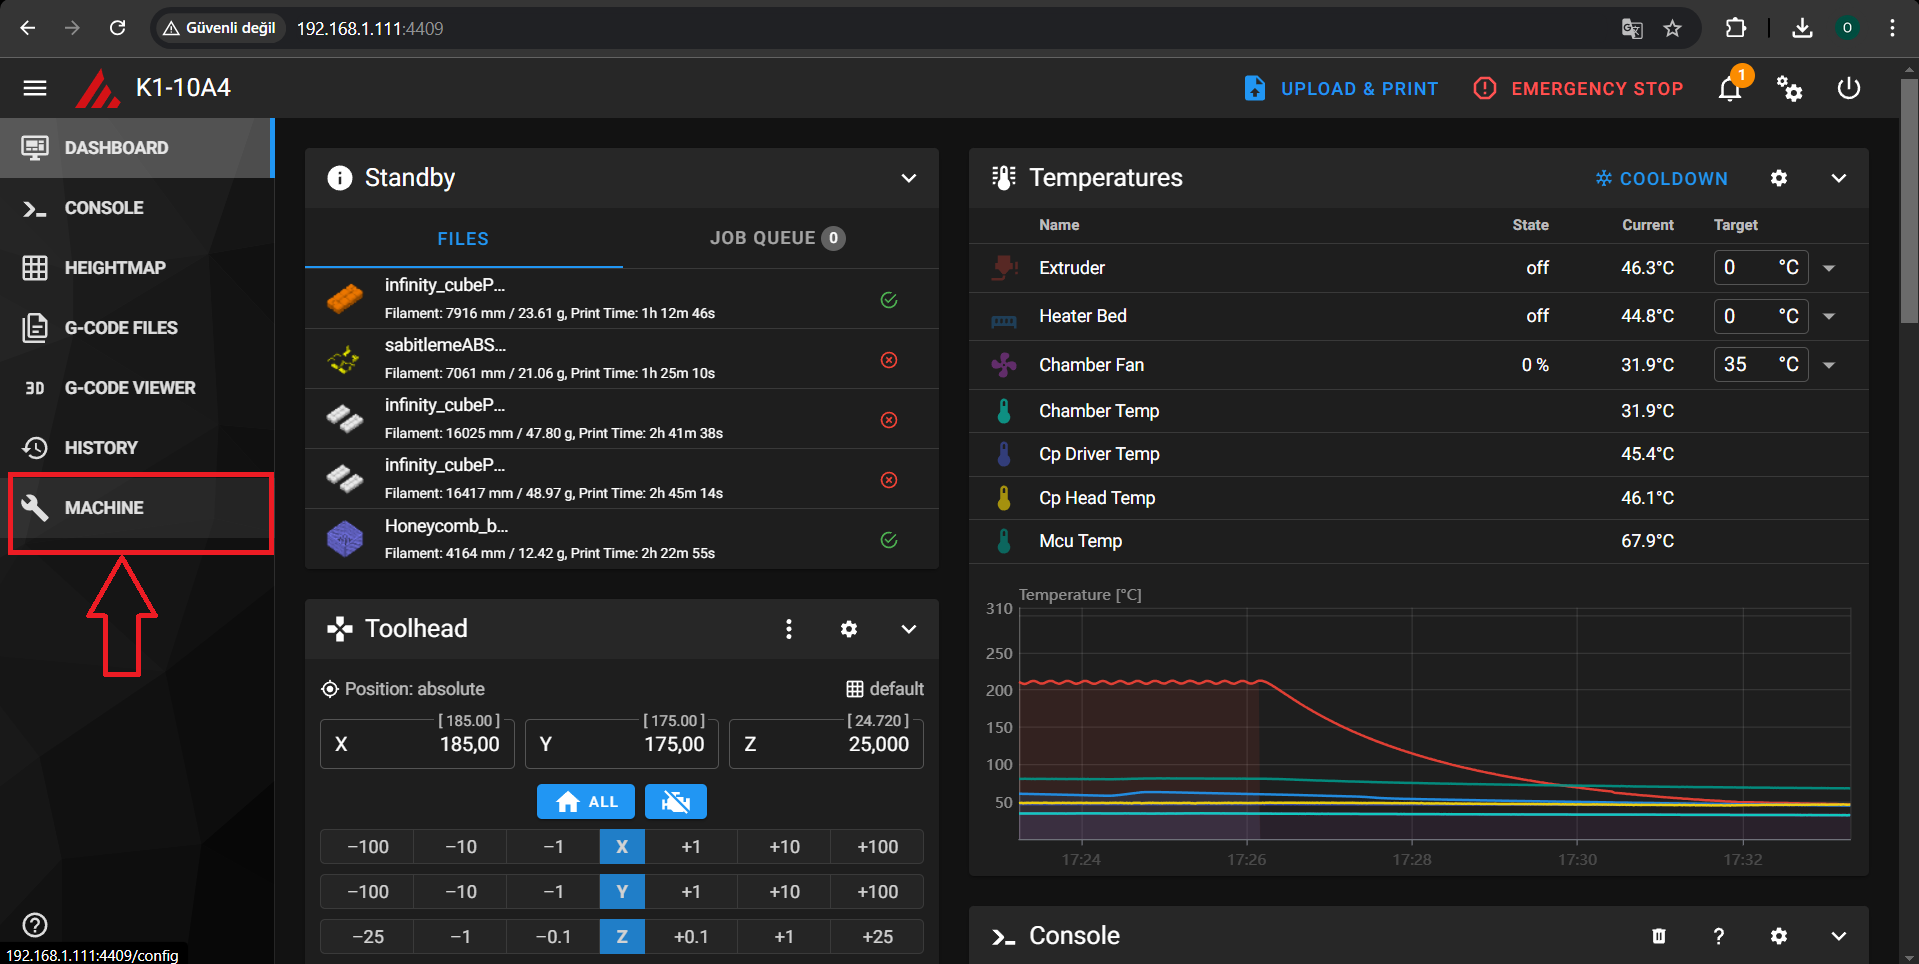 Güvenli değil
192.168.1.111:4409
O
K1-10A4
UPLOAD & PRINT
EMERGENCY STOP
1
DASHBOARD
CONSOLE
HEIGHTMAP
G-CODE FILES
3D G-CODE VIEWER
HISTORY
MACHINE
192.168.1.111:4409/config
Standby
FILES
JOB QUEUE 0
infinity_cubeP...
Filament: 7916 mm / 23.61 g, Print Time: 1h 12m 46s
sabitlemeABS...
Filament: 7061 mm / 21.06 g, Print Time: 1h 25m 10s
infinity_cubeP...
Filament: 16025 mm / 47.80 g, Print Time: 2h 41m 38s
infinity_cubeP...
Filament: 16417 mm / 48.97 g, Print Time: 2h 45m 14s
Honeycomb_b...
Filament: 4164 mm / 12.42 g, Print Time: 2h 22m 55s
Toolhead
Position: absolute
default
[ 185.00 ]
[ 175.00 ]
[ 24.720 ]
X 185,00
Y 175,00
Z 25,000
ALL
−100 −10 −1 X +1 +10 +100
−100 −10 −1 Y +1 +10 +100
−25 −1 −0.1 Z +0.1 +1 +25
Temperatures
COOLDOWN
Name State Current Target
Extruder off 46.3°C 0 °C
Heater Bed off 44.8°C 0 °C
Chamber Fan 0 % 31.9°C 35 °C
Chamber Temp 31.9°C
Cp Driver Temp 45.4°C
Cp Head Temp 46.1°C
Mcu Temp 67.9°C
Temperature [°C]
310
250
200
150
100
50
17:24 17:26 17:28 17:30 17:32
Console